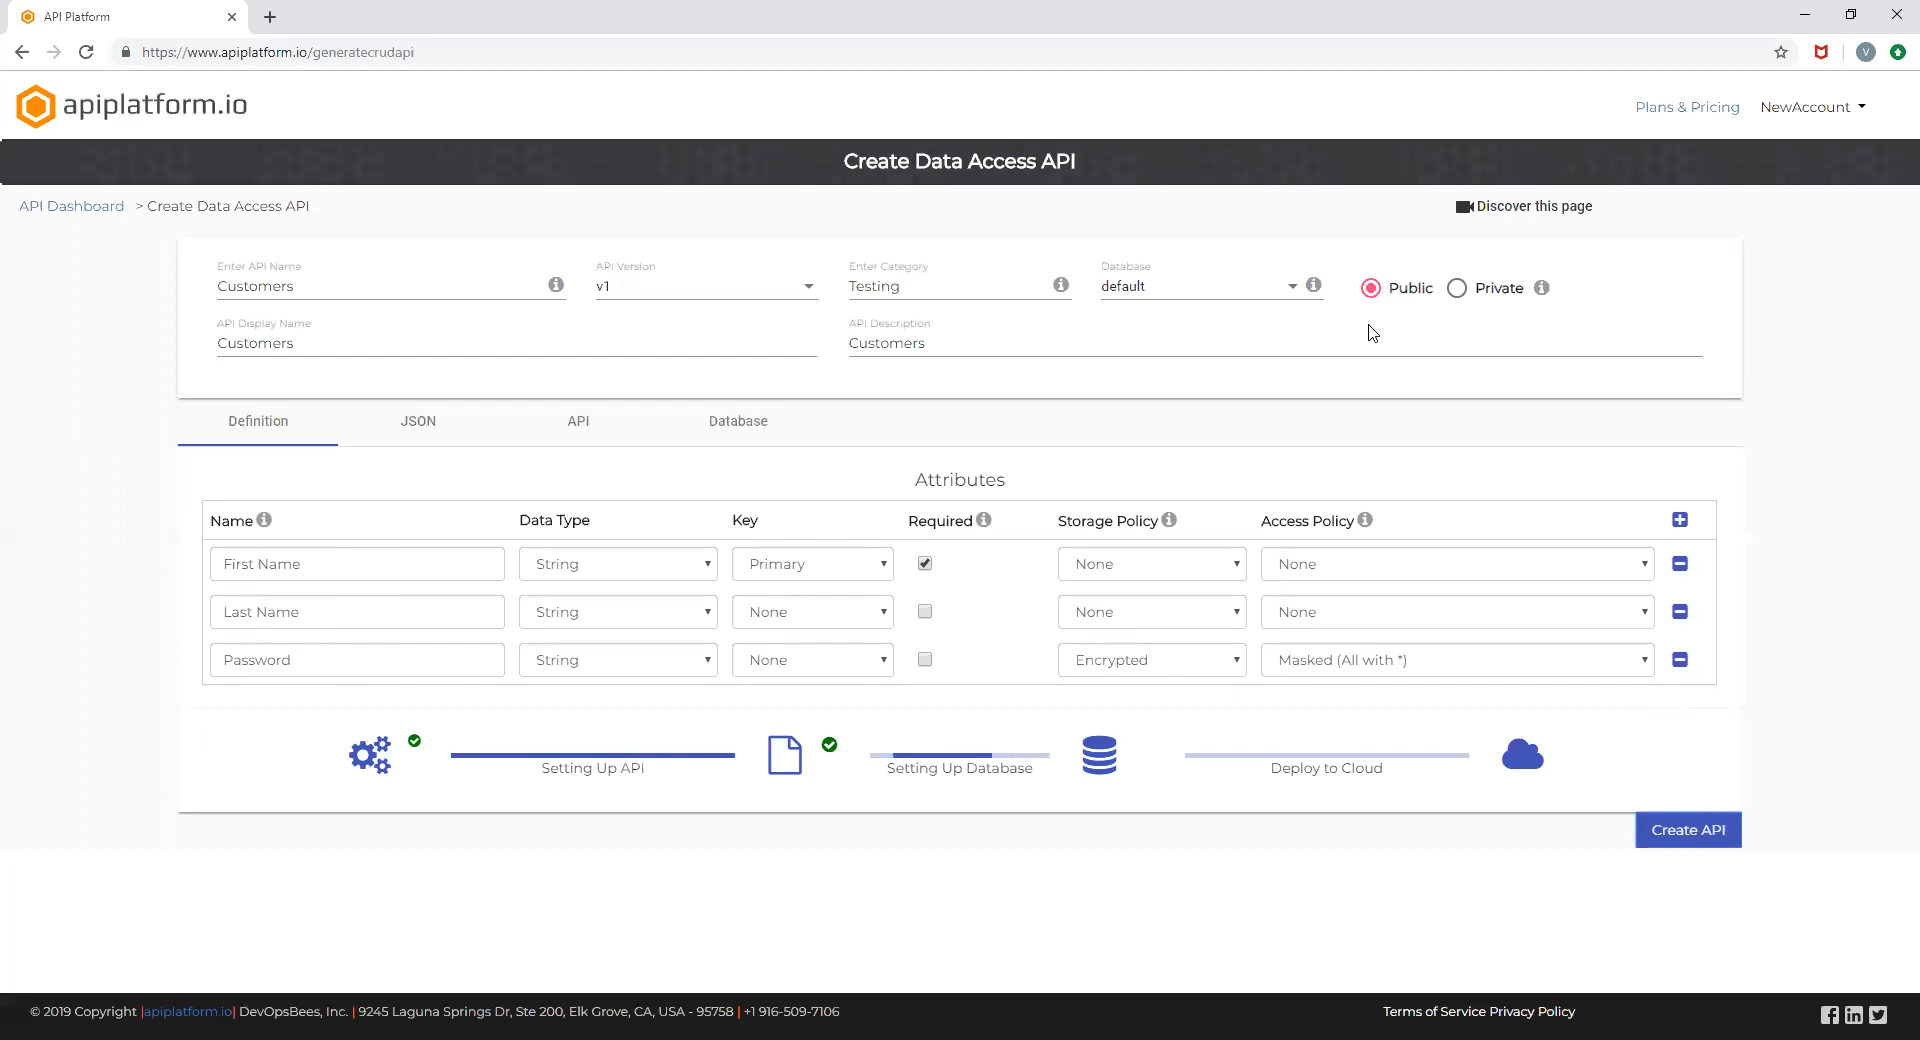 API Platform
https://www.apiplatform.io/generatecrudapi
V
apiplatform.io
Plans & Pricing NewAccount
Create Data Access API
API Dashboard > Create Data Access API
Discover this page
Enter API Name API Version Enter Category Database
Customers v1 Testing default Public Private
API Display Name API Description
Customers Customers
Definition JSON API Database
Attributes
Name Data Type Key Required Storage Policy Access Policy
First Name String Primary None None
Last Name String None None None
Password String None Encrypted Masked (All with *)
Setting Up API Setting Up Database Deploy to Cloud
Create API
© 2019 Copyright |apiplatform.io| DevOpsBees, Inc. | 9245 Laguna Springs Dr, Ste 200, Elk Grove, CA, USA - 95758 | +1 916-509-7106 Terms of Service Privacy Policy